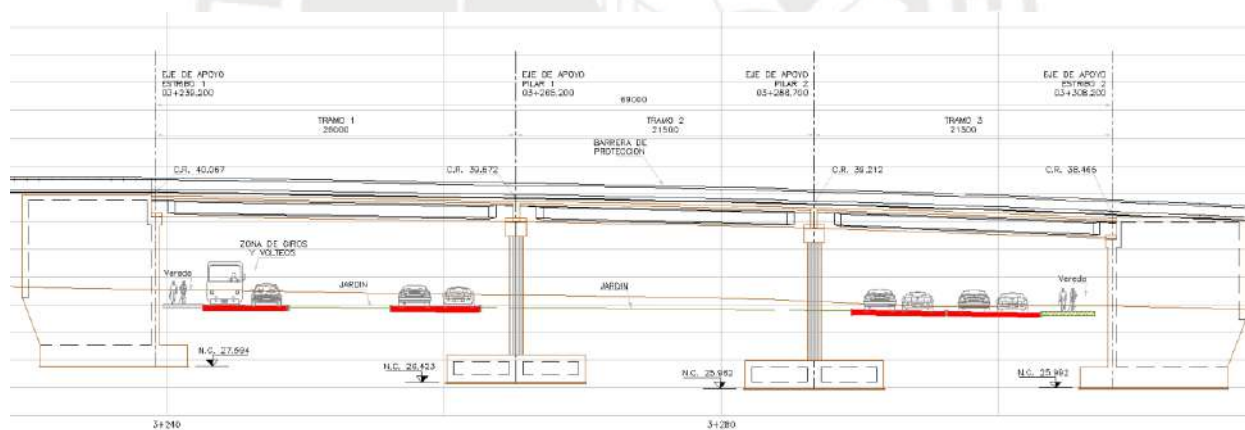 EJE DE APOYO
ESTRIBO 1
03+239,200
EJE DE APOYO
PILAR 1
03+265,200
EJE DE APOYO
PILAR 2
03+286,700
EJE DE APOYO
ESTRIBO 2
03+308,200
69000
TRAMO 1
26000
TRAMO 2
21500
TRAMO 3
21500
BARRERA DE
PROTECCION
C.R. 40.067
C.R. 39.672
C.R. 39.212
C.R. 38.465
ZONA DE GIROS
Y VOLTEOS
Vereda
JARDIN
JARDIN
Vereda
N.C. 27.594
N.C. 26.423
N.C. 25.962
N.C. 25.992
3+240
3+280